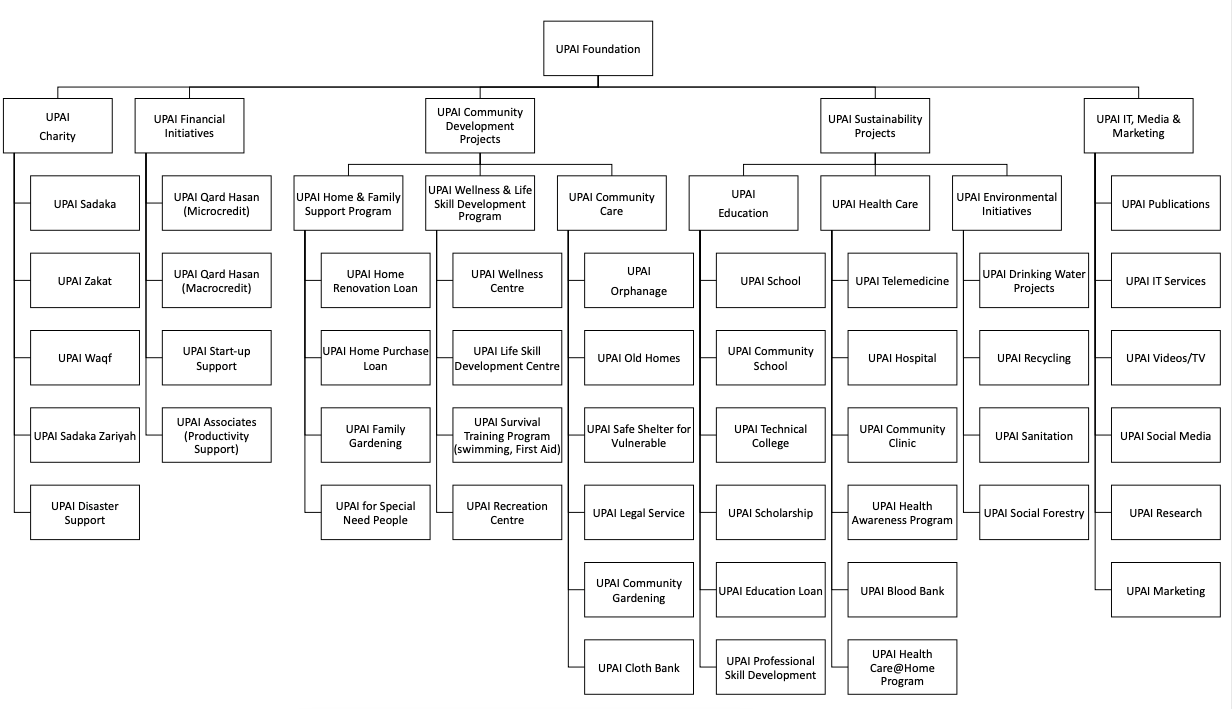 UPAI Foundation
UPAI
Charity
UPAI Financial
Initiatives
UPAI Community
Development
Projects
UPAI Sustainability
Projects
UPAI IT, Media &
Marketing
UPAI Sadaka
UPAI Zakat
UPAI Waqf
UPAI Sadaka Zariyah
UPAI Disaster
Support
UPAI Qard Hasan
(Microcredit)
UPAI Qard Hasan
(Macrocredit)
UPAI Start-up
Support
UPAI Associates
(Productivity
Support)
UPAI Home & Family
Support Program
UPAI Home
Renovation Loan
UPAI Home Purchase
Loan
UPAI Family
Gardening
UPAI for Special
Need People
UPAI Wellness & Life
Skill Development
Program
UPAI Wellness
Centre
UPAI Life Skill
Development Centre
UPAI Survival
Training Program
(swimming, First Aid)
UPAI Recreation
Centre
UPAI Community
Care
UPAI
Orphanage
UPAI Old Homes
UPAI Safe Shelter for
Vulnerable
UPAI Legal Service
UPAI Community
Gardening
UPAI Cloth Bank
UPAI
Education
UPAI School
UPAI Community
School
UPAI Technical
College
UPAI Scholarship
UPAI Education Loan
UPAI Professional
Skill Development
UPAI Health Care
UPAI Telemedicine
UPAI Hospital
UPAI Community
Clinic
UPAI Health
Awareness Program
UPAI Blood Bank
UPAI Health
Care@Home
Program
UPAI Environmental
Initiatives
UPAI Drinking Water
Projects
UPAI Recycling
UPAI Sanitation
UPAI Social Forestry
UPAI Publications
UPAI IT Services
UPAI Videos/TV
UPAI Social Media
UPAI Research
UPAI Marketing